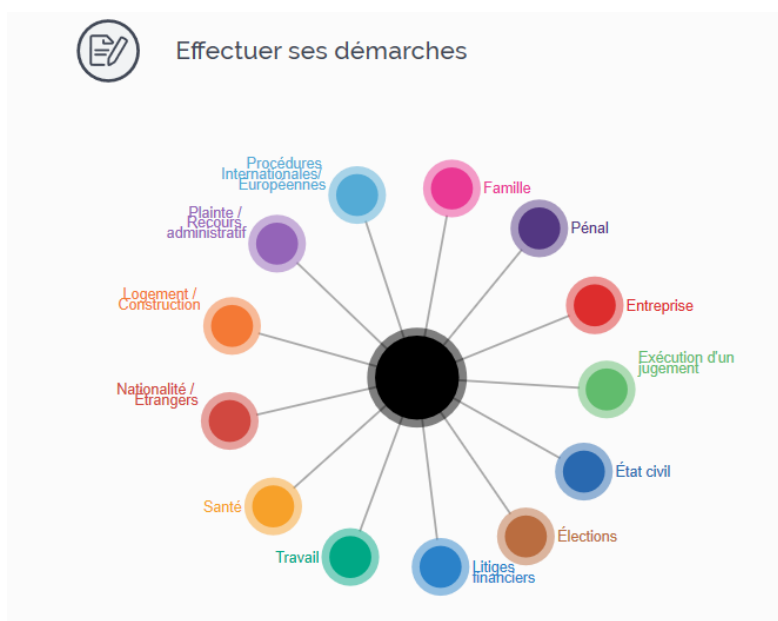 Effectuer ses démarches
Procédures
Internationales/
Européennes
Famille
Plainte /
Recours
administratif
Pénal
Logement /
Construction
Entreprise
Exécution d'un
jugement
Nationalité /
Étrangers
État civil
Santé
Élections
Travail
Litiges
financiers